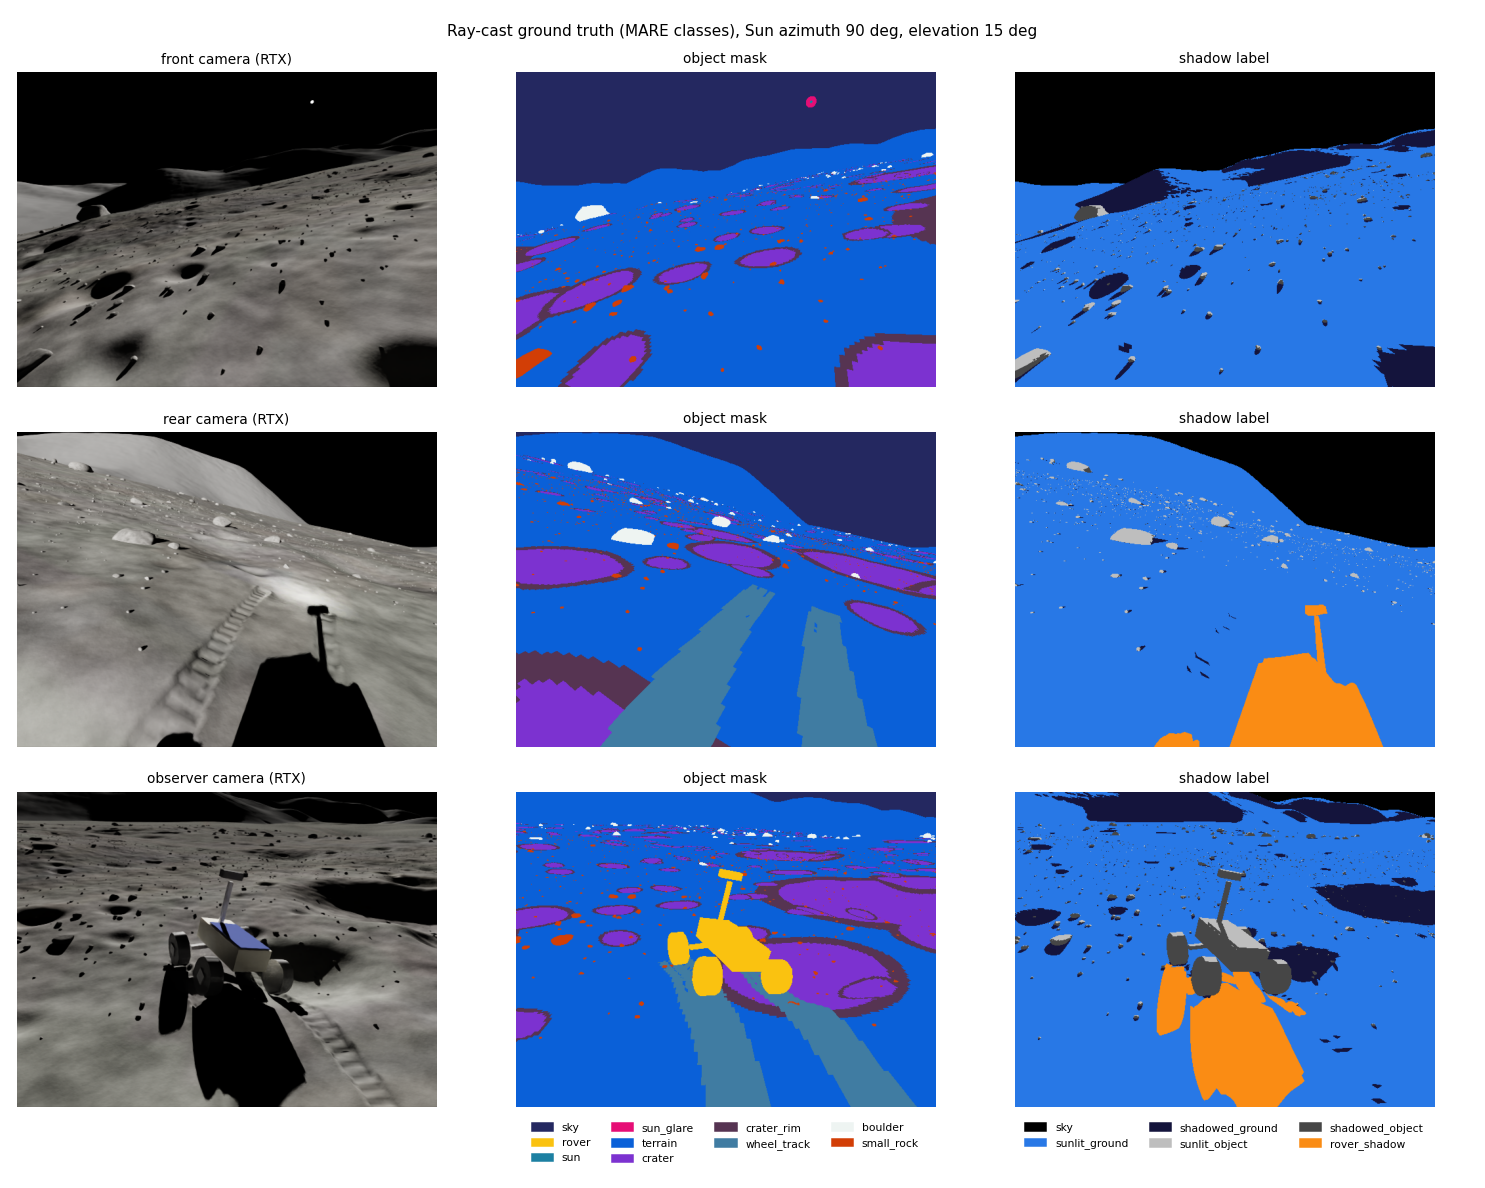 Ray-cast ground truth (MARE classes), Sun azimuth 90 deg, elevation 15 deg
front camera (RTX)
object mask
shadow label
rear camera (RTX)
object mask
shadow label
observer camera (RTX)
object mask
shadow label
sky
rover
sun
sun_glare
terrain
crater
crater_rim
wheel_track
boulder
small_rock
sky
sunlit_ground
shadowed_ground
sunlit_object
shadowed_object
rover_shadow